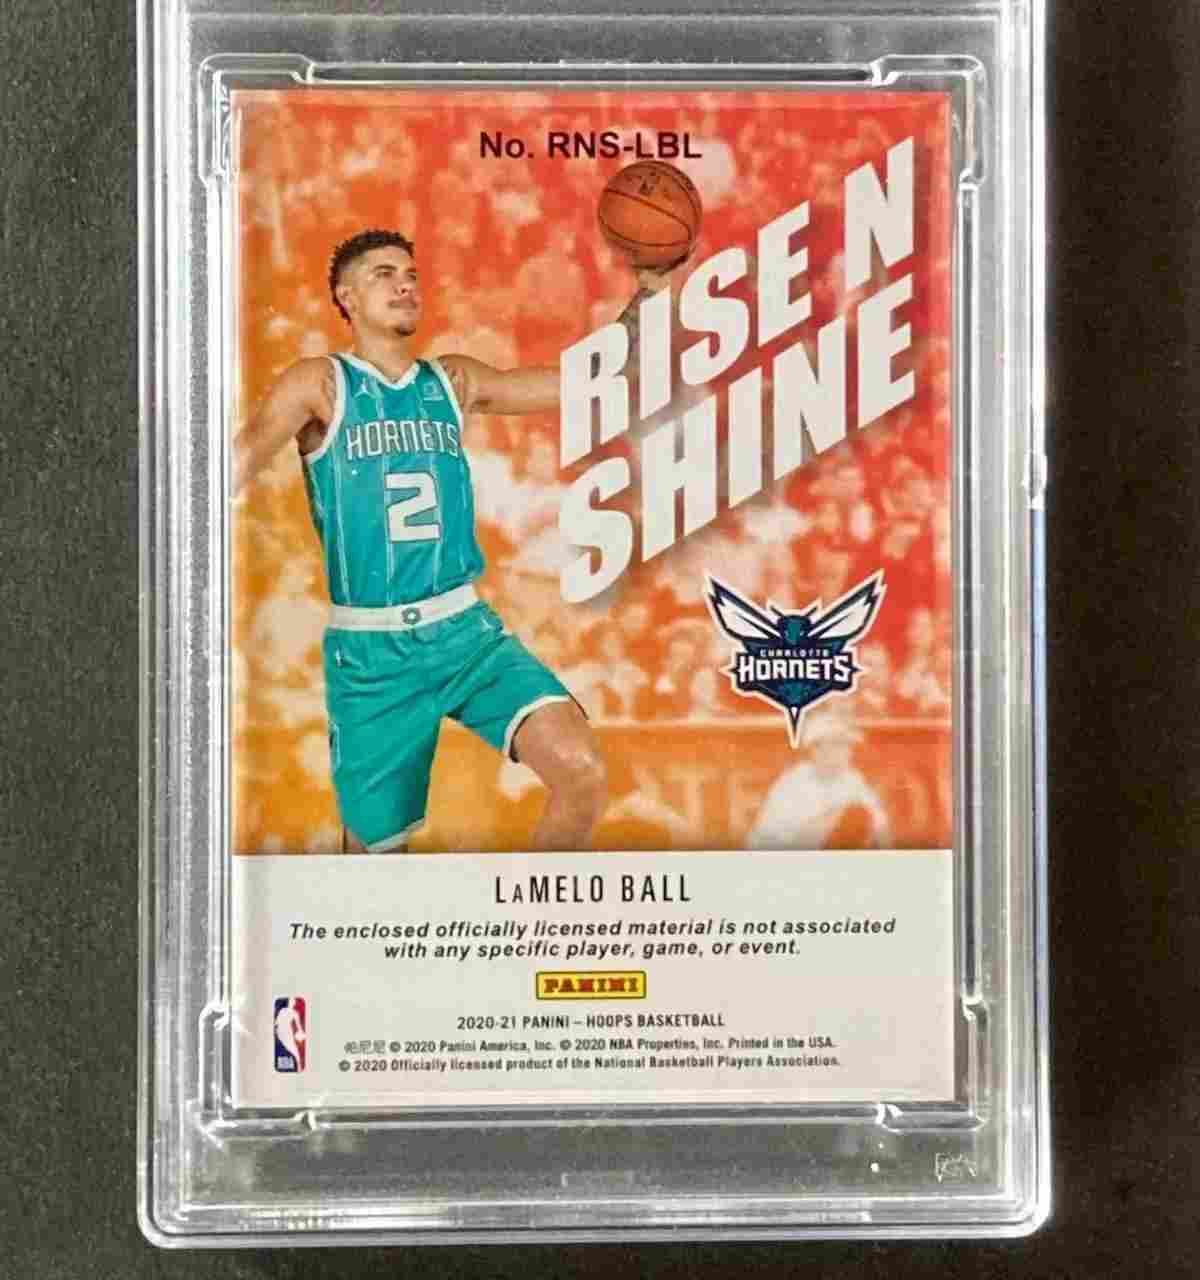 No. RNS-LBL
RISE N
SHINE
HORNETS
2
CHARLOTTE
HORNETS
LaMELO BALL
The enclosed officially licensed material is not associated
with any specific player, game, or event.
PANINI
2020-21 PANINI – HOOPS BASKETBALL
帕尼尼 © 2020 Panini America, Inc. © 2020 NBA Properties, Inc. Printed in the USA.
© 2020 Officially licensed product of the National Basketball Players Association.
NBA